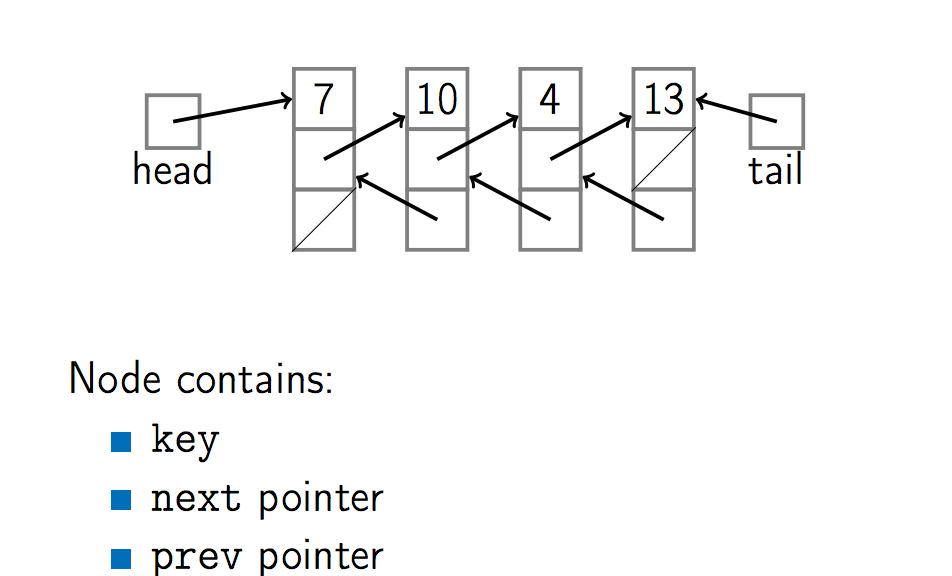 7 10 4 13
head tail
Node contains:
key
next pointer
prev pointer